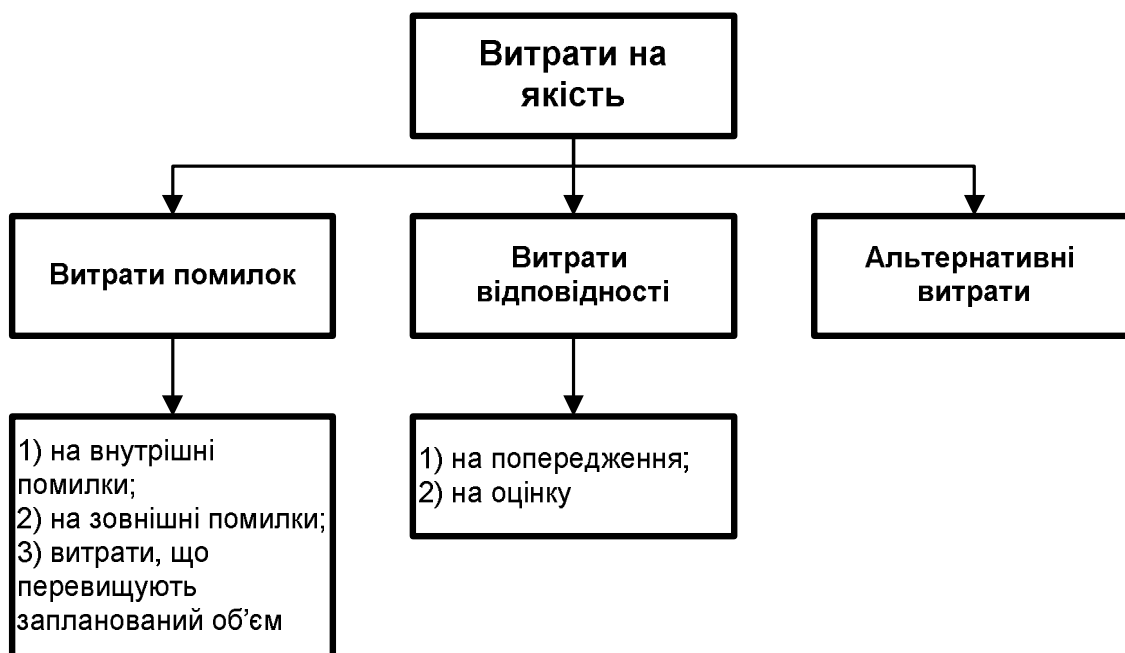 Витрати на
якість
Витрати помилок
Витрати
відповідності
Альтернативні
витрати
1) на внутрішні
помилки;
2) на зовнішні помилки;
3) витрати, що
перевищують
запланований об’єм
1) на попередження;
2) на оцінку